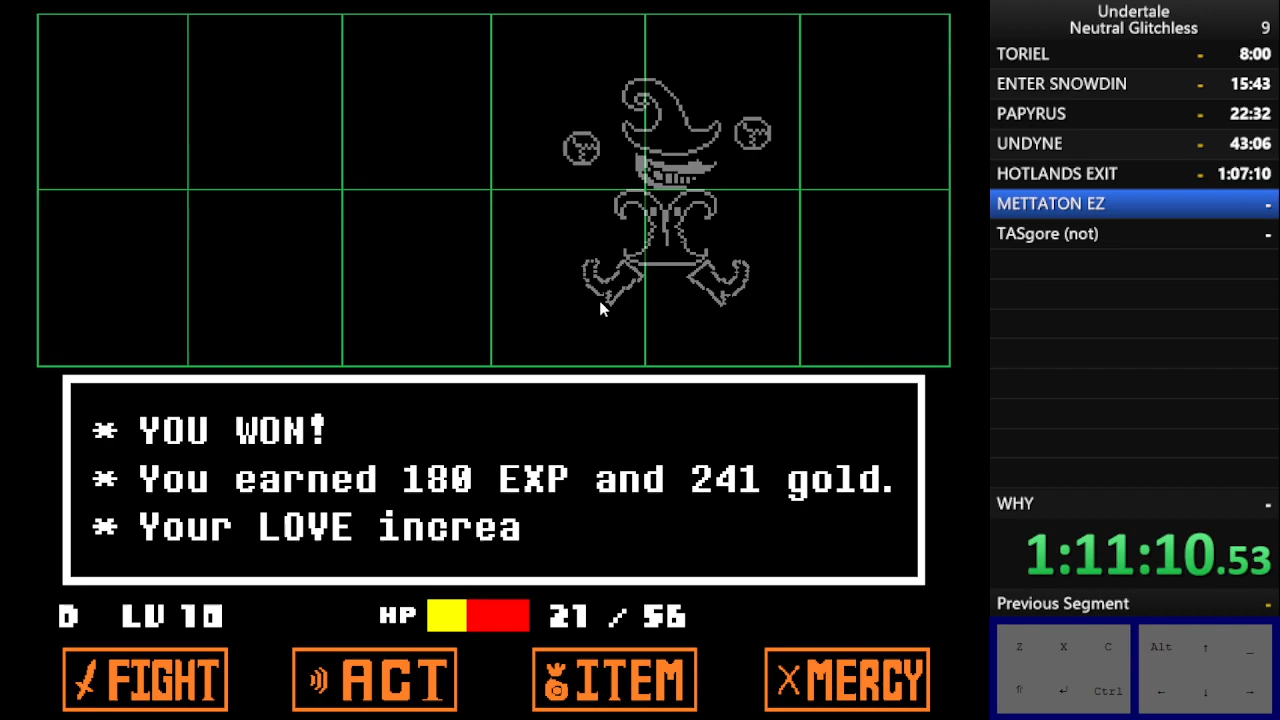 * YOU WON!
* You earned 180 EXP and 241 gold.
* Your LOVE increa
D LV 10 HP 21 / 56
FIGHT ACT ITEM MERCY
Undertale
Neutral Glitchless 9
TORIEL - 8:00
ENTER SNOWDIN - 15:43
PAPYRUS - 22:32
UNDYNE - 43:06
HOTLANDS EXIT - 1:07:10
METTATON EZ -
TASgore (not) -
WHY -
1:11:10.53
Previous Segment -
Z X C Alt ↑ _
⇧ ↵ Ctrl ← ↓ →